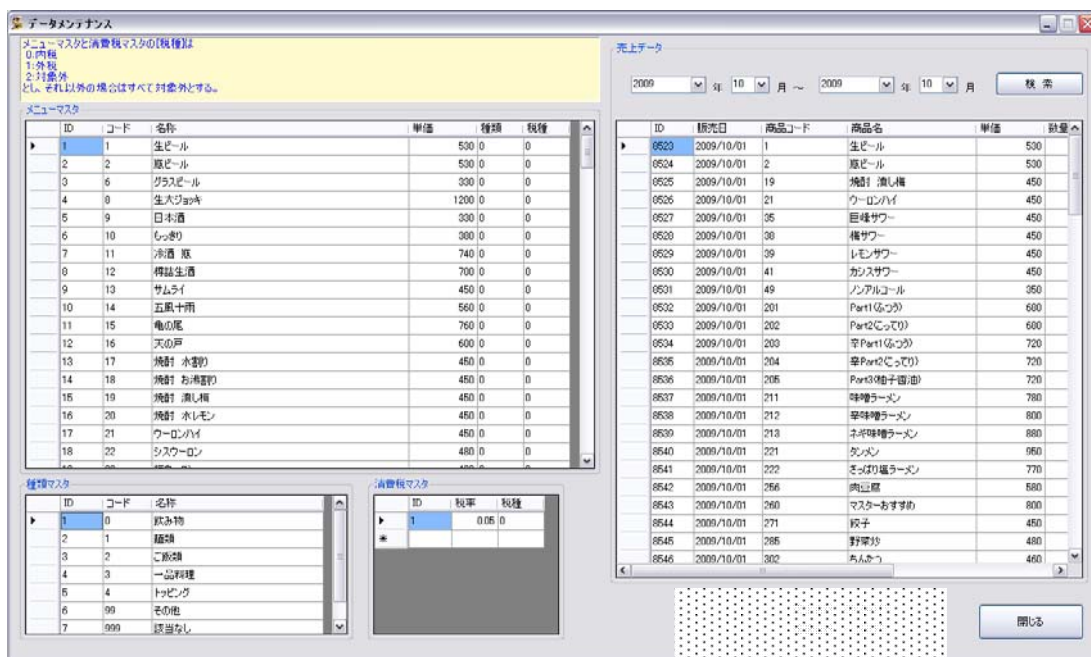 データメンテナンス
メニューマスタと消費税マスタの【税種】は
0:内税
1:外税
2:対象外
とし、それ以外の場合はすべて対象外とする。
メニューマスタ
ID コード 名称 単価 種類 税種
1 1 生ビール 530 0 0
2 2 瓶ビール 530 0 0
3 6 グラスビール 330 0 0
4 8 生大ジョッキ 1200 0 0
5 9 日本酒 330 0 0
6 10 もっきり 380 0 0
7 11 冷酒 瓶 740 0 0
8 12 樽詰生酒 700 0 0
9 13 サムライ 450 0 0
10 14 五風十雨 560 0 0
11 15 亀の尾 760 0 0
12 16 天の戸 600 0 0
13 17 焼酎 水割り 450 0 0
14 18 焼酎 お湯割り 450 0 0
15 19 焼酎 潰し梅 450 0 0
16 20 焼酎 水レモン 450 0 0
17 21 ウーロンハイ 450 0 0
18 22 シスウーロン 480 0 0
種類マスタ
ID コード 名称
1 0 飲み物
2 1 麺類
3 2 ご飯類
4 3 一品料理
5 4 トッピング
6 99 その他
7 999 該当なし
消費税マスタ
ID 税率 税種
1 0.05 0
売上データ
2009 年 10 月 ~ 2009 年 10 月 検索
ID 販売日 商品コード 商品名 単価 数量
8523 2009/10/01 1 生ビール 530
8524 2009/10/01 2 瓶ビール 530
8525 2009/10/01 19 焼酎 潰し梅 450
8526 2009/10/01 21 ウーロンハイ 450
8527 2009/10/01 35 巨峰サワー 450
8528 2009/10/01 38 梅サワー 450
8529 2009/10/01 39 レモンサワー 450
8530 2009/10/01 41 カシスサワー 450
8531 2009/10/01 49 ノンアルコール 350
8532 2009/10/01 201 Part1(ふつう) 680
8533 2009/10/01 202 Part2(こってり) 680
8534 2009/10/01 203 辛Part1(ふつう) 720
8535 2009/10/01 204 辛Part2(こってり) 720
8536 2009/10/01 205 Part3(柚子醤油) 720
8537 2009/10/01 211 味噌ラーメン 780
8538 2009/10/01 212 辛味噌ラーメン 800
8539 2009/10/01 213 ネギ味噌ラーメン 880
8540 2009/10/01 221 タンメン 950
8541 2009/10/01 222 さっぱり塩ラーメン 770
8542 2009/10/01 256 肉豆腐 580
8543 2009/10/01 260 マスターおすすめ 800
8544 2009/10/01 271 餃子 450
8545 2009/10/01 285 野菜炒 480
8546 2009/10/01 302 ちんかつ 460
閉じる